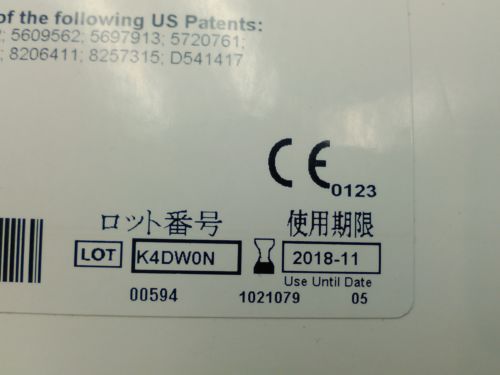 of the following US Patents:
; 5609562; 5697913; 5720761;
; 8206411; 8257315; D541417
CE
0123
ロット番号 使用期限
LOT K4DW0N 2018-11
Use Until Date
00594 1021079 05